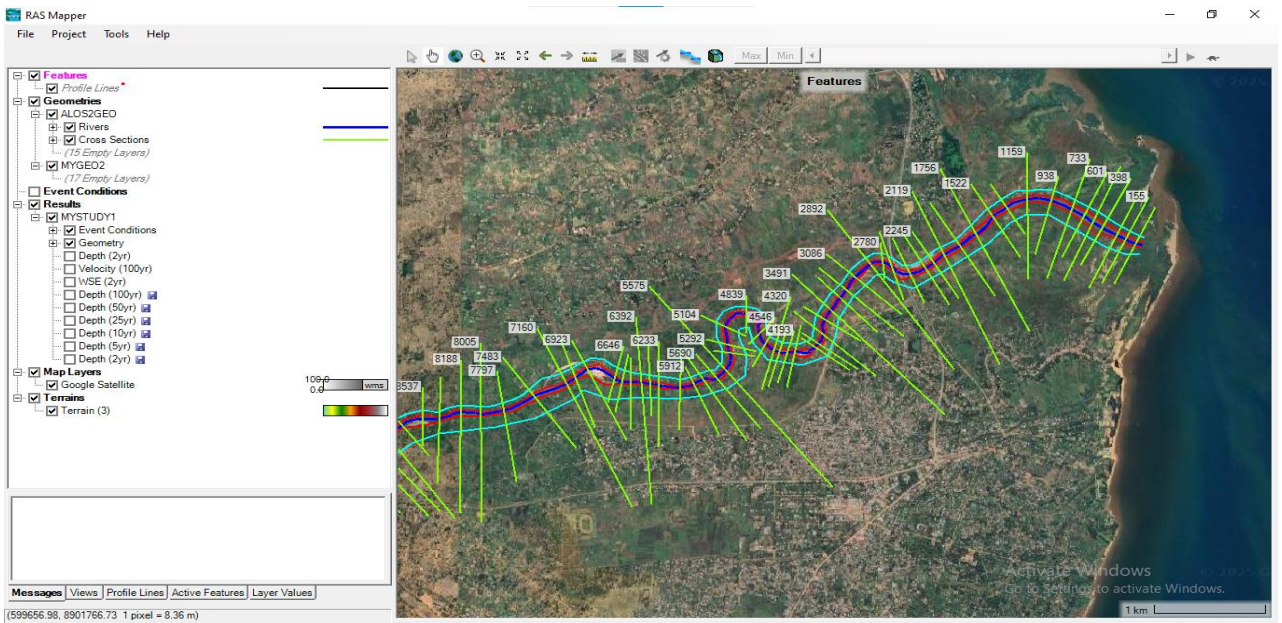 RAS Mapper
File Project Tools Help
Max Min
Features
Profile Lines
Geometries
ALOS2GEO
Rivers
Cross Sections
(15 Empty Layers)
MYGEO2
(17 Empty Layers)
Event Conditions
Results
MYSTUDY1
Event Conditions
Geometry
Depth (2yr)
Velocity (100yr)
WSE (2yr)
Depth (100yr)
Depth (50yr)
Depth (25yr)
Depth (10yr)
Depth (5yr)
Depth (2yr)
Map Layers
Google Satellite
100.0
0.0
wms
Terrains
Terrain (3)
Messages Views Profile Lines Active Features Layer Values
(599656.98, 8901766.73 1 pixel = 8.36 m)
Features
© 2025
1159
733
1756
601
938
398
1522
2119
155
2892
2245
2780
3086
3491
5575
4839
4320
5104
6392
4546
7160
4193
6923
8005
6646
6233
5292
8188
7483
5690
7797
5912
8537
Activate Windows
© 2025 G
Go to Settings to activate Windows.
1 km